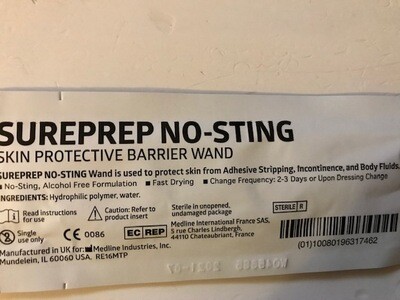 SUREPREP NO-STING
SKIN PROTECTIVE BARRIER WAND
SUREPREP NO-STING Wand is used to protect skin from Adhesive Stripping, Incontinence, and Body Fluids.
■ No-Sting, Alcohol Free Formulation ■ Fast Drying ■ Change Frequency: 2-3 Days or Upon Dressing Change
INGREDIENTS: Hydrophilic polymer, water.
Read instructions for use
Caution: Refer to product insert
Sterile in unopened, undamaged package
STERILE R
Single use only
CE 0086
EC REP
Medline International France SAS,
5 rue Charles Lindbergh,
44110 Chateaubriant, France
Manufactured in UK for: Medline Industries, Inc.
Mundelein, IL 60060 USA. RE16MTP
(01)10080196317462